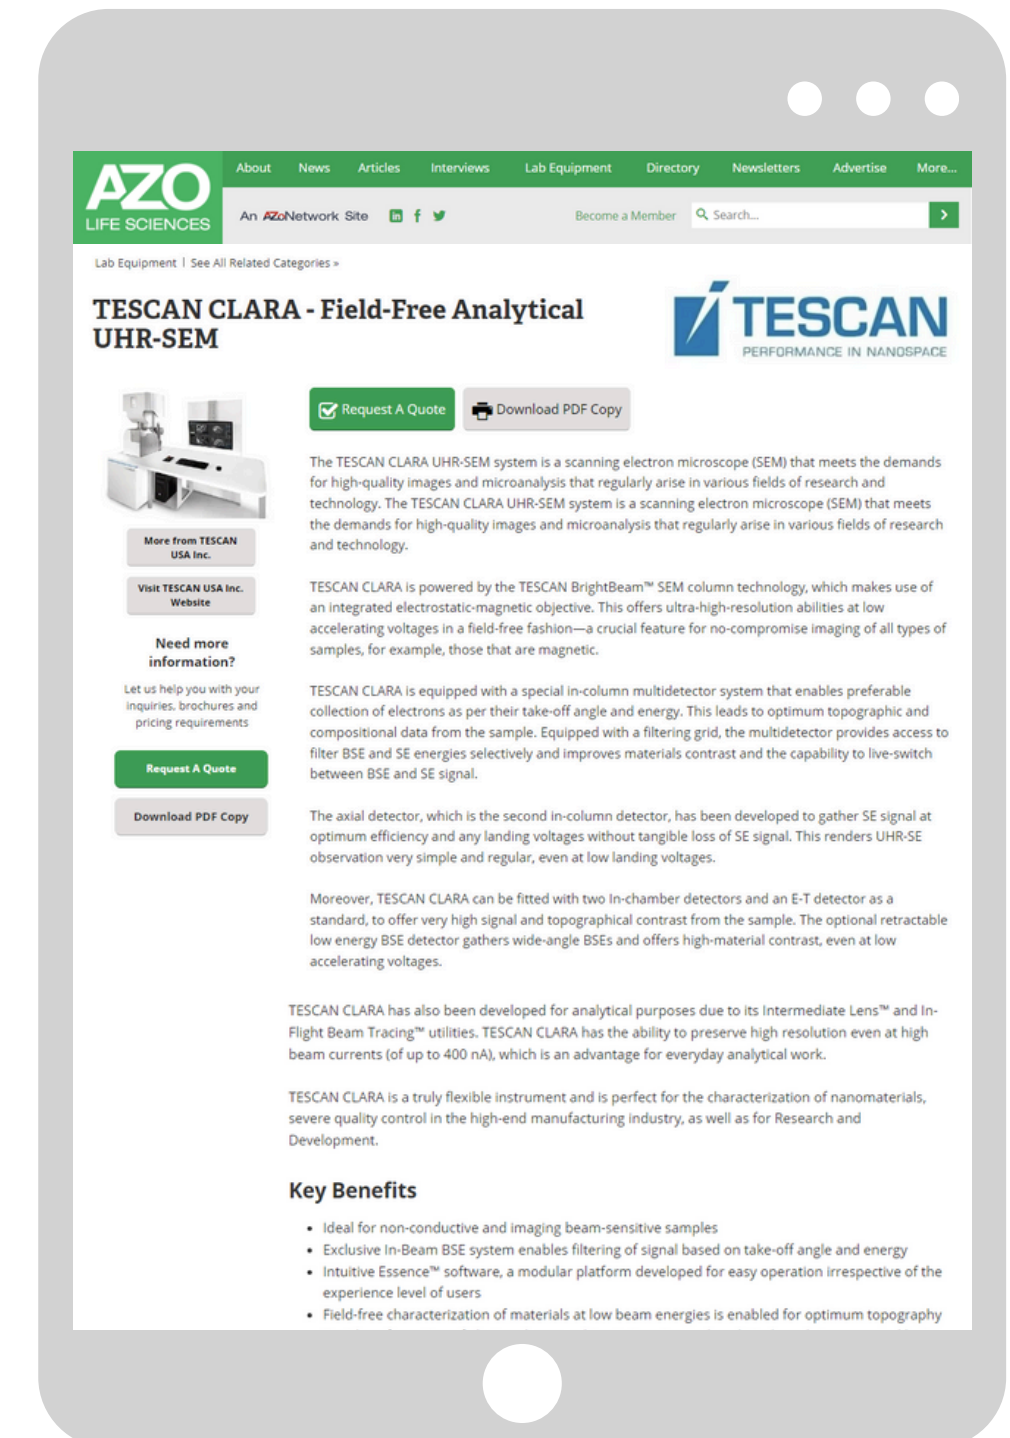 AZO
LIFE SCIENCES
About News Articles Interviews Lab Equipment Directory Newsletters Advertise More...
An AZoNetwork Site
Become a Member
Search...
Lab Equipment | See All Related Categories »
TESCAN CLARA - Field-Free Analytical
UHR-SEM
TESCAN
PERFORMANCE IN NANOSPACE
More from TESCAN
USA Inc.
Visit TESCAN USA Inc.
Website
Need more
information?
Let us help you with your
inquiries, brochures and
pricing requirements
Request A Quote
Download PDF Copy
Request A Quote
Download PDF Copy
The TESCAN CLARA UHR-SEM system is a scanning electron microscope (SEM) that meets the demands
for high-quality images and microanalysis that regularly arise in various fields of research and
technology. The TESCAN CLARA UHR-SEM system is a scanning electron microscope (SEM) that meets
the demands for high-quality images and microanalysis that regularly arise in various fields of research
and technology.
TESCAN CLARA is powered by the TESCAN BrightBeam™ SEM column technology, which makes use of
an integrated electrostatic-magnetic objective. This offers ultra-high-resolution abilities at low
accelerating voltages in a field-free fashion—a crucial feature for no-compromise imaging of all types of
samples, for example, those that are magnetic.
TESCAN CLARA is equipped with a special in-column multidetector system that enables preferable
collection of electrons as per their take-off angle and energy. This leads to optimum topographic and
compositional data from the sample. Equipped with a filtering grid, the multidetector provides access to
filter BSE and SE energies selectively and improves materials contrast and the capability to live-switch
between BSE and SE signal.
The axial detector, which is the second in-column detector, has been developed to gather SE signal at
optimum efficiency and any landing voltages without tangible loss of SE signal. This renders UHR-SE
observation very simple and regular, even at low landing voltages.
Moreover, TESCAN CLARA can be fitted with two In-chamber detectors and an E-T detector as a
standard, to offer very high signal and topographical contrast from the sample. The optional retractable
low energy BSE detector gathers wide-angle BSEs and offers high-material contrast, even at low
accelerating voltages.
TESCAN CLARA has also been developed for analytical purposes due to its Intermediate Lens™ and In-
Flight Beam Tracing™ utilities. TESCAN CLARA has the ability to preserve high resolution even at high
beam currents (of up to 400 nA), which is an advantage for everyday analytical work.
TESCAN CLARA is a truly flexible instrument and is perfect for the characterization of nanomaterials,
severe quality control in the high-end manufacturing industry, as well as for Research and
Development.
Key Benefits
• Ideal for non-conductive and imaging beam-sensitive samples
• Exclusive In-Beam BSE system enables filtering of signal based on take-off angle and energy
• Intuitive Essence™ software, a modular platform developed for easy operation irrespective of the
experience level of users
• Field-free characterization of materials at low beam energies is enabled for optimum topography